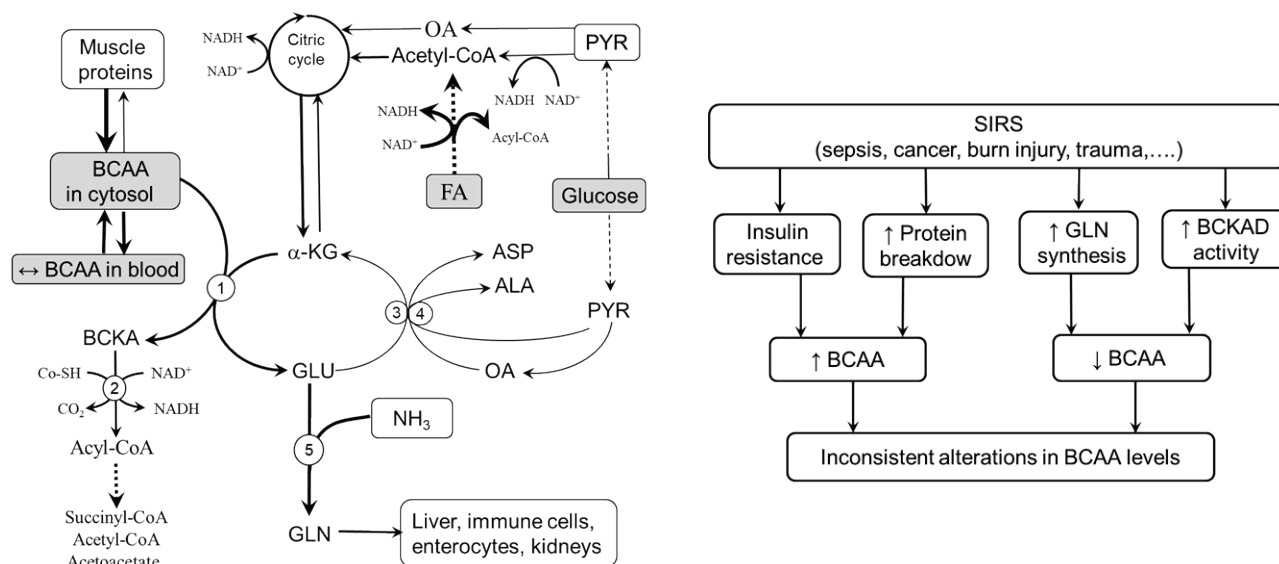 Muscle
proteins
BCAA
in cytosol
↔ BCAA in blood
NADH
NAD⁺
Citric
cycle
OA
Acetyl-CoA
PYR
NADH
NAD⁺
NADH
NAD⁺
Acyl-CoA
FA
Glucose
α-KG
ASP
ALA
1
3
4
PYR
BCKA
GLU
OA
Co-SH
NAD⁺
2
CO₂
NADH
NH₃
5
Acyl-CoA
Succinyl-CoA
Acetyl-CoA
Acetoacetate
GLN
Liver, immune cells,
enterocytes, kidneys
SIRS
(sepsis, cancer, burn injury, trauma,....)
Insulin
resistance
↑ Protein
breakdow
↑ GLN
synthesis
↑ BCKAD
activity
↑ BCAA
↓ BCAA
Inconsistent alterations in BCAA levels